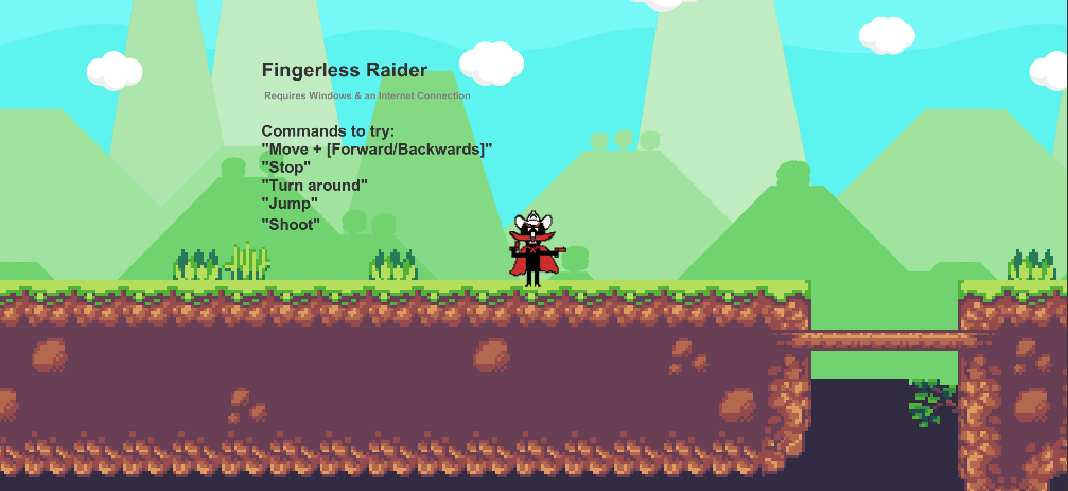 Fingerless Raider
Requires Windows & an Internet Connection
Commands to try:
"Move + [Forward/Backwards]"
"Stop"
"Turn around"
"Jump"
"Shoot"